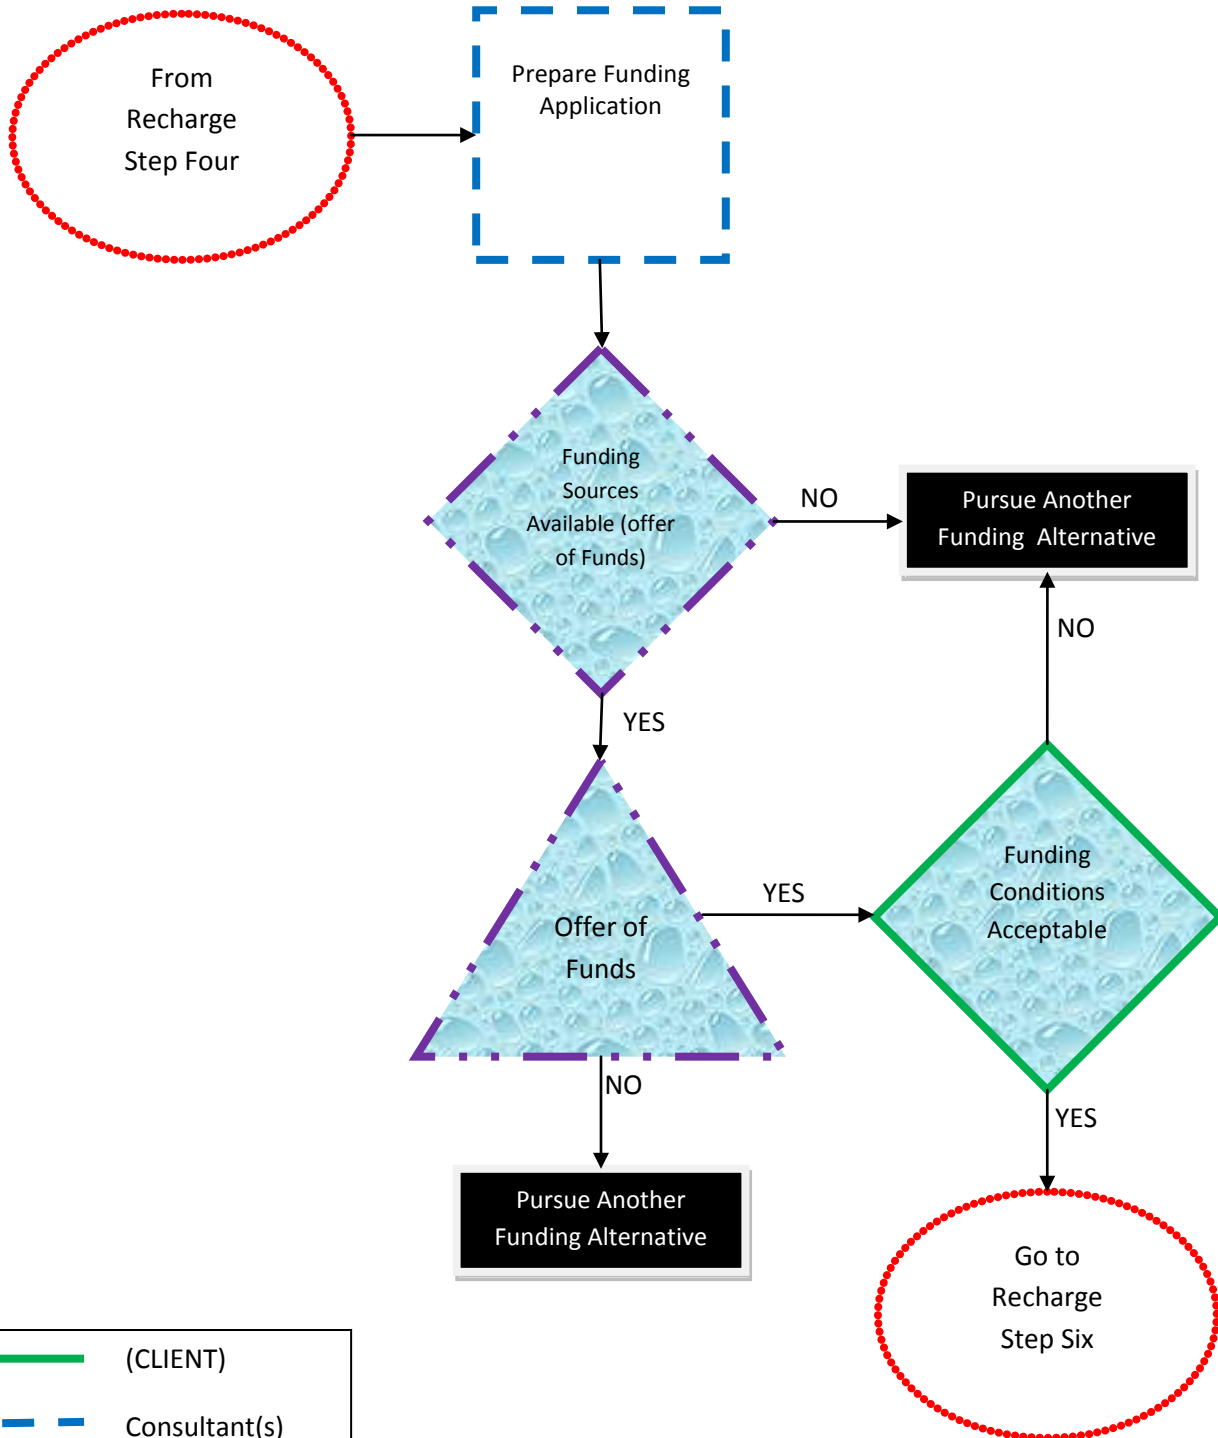 From
Recharge
Step Four
Prepare Funding
Application
Funding
Sources
Available (offer
of Funds)
NO
Pursue Another
Funding Alternative
NO
YES
Funding
Conditions
Acceptable
YES
Offer of
Funds
NO
YES
Pursue Another
Funding Alternative
Go to
Recharge
Step Six
(CLIENT)
Consultant(s)